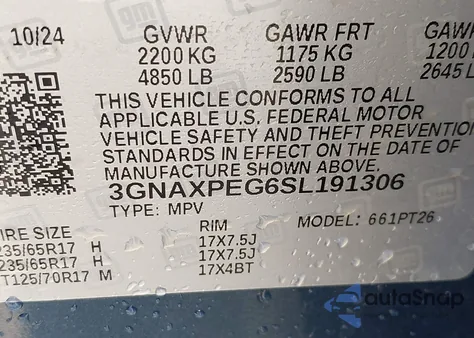 10/24 GVWR GAWR FRT GAW
2200 KG 1175 KG 1200
4850 LB 2590 LB 2645 L
THIS VEHICLE CONFORMS TO ALL
APPLICABLE U.S. FEDERAL MOTOR
VEHICLE SAFETY AND THEFT PREVENTION
STANDARDS IN EFFECT ON THE DATE OF
MANUFACTURE SHOWN ABOVE.
3GNAXPEG6SL191306
TYPE: MPV MODEL: 661PT26
IRE SIZE RIM
235/65R17 H 17X7.5J
235/65R17 H 17X7.5J
T125/70R17 M 17X4BT
autoSnap